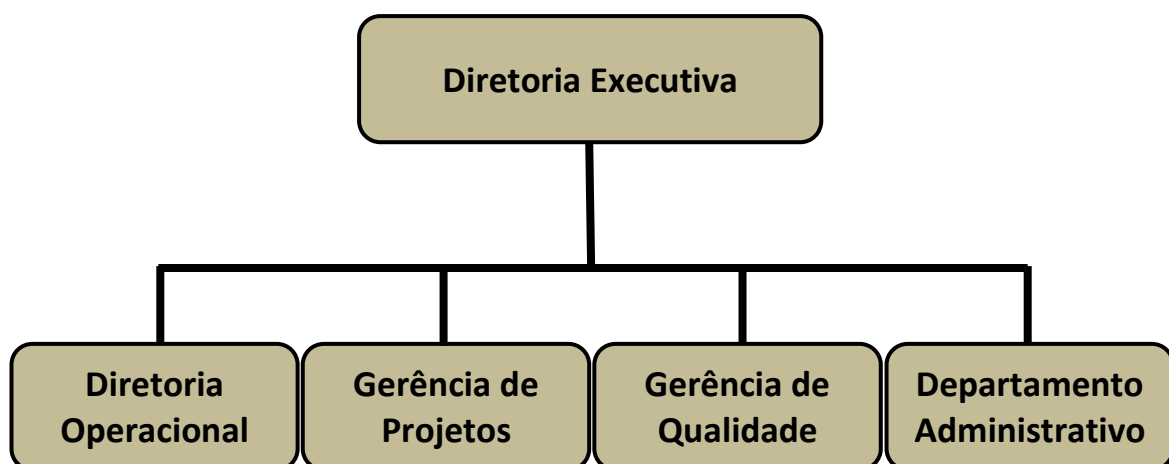 Diretoria Executiva
Diretoria
Operacional
Gerência de
Projetos
Gerência de
Qualidade
Departamento
Administrativo